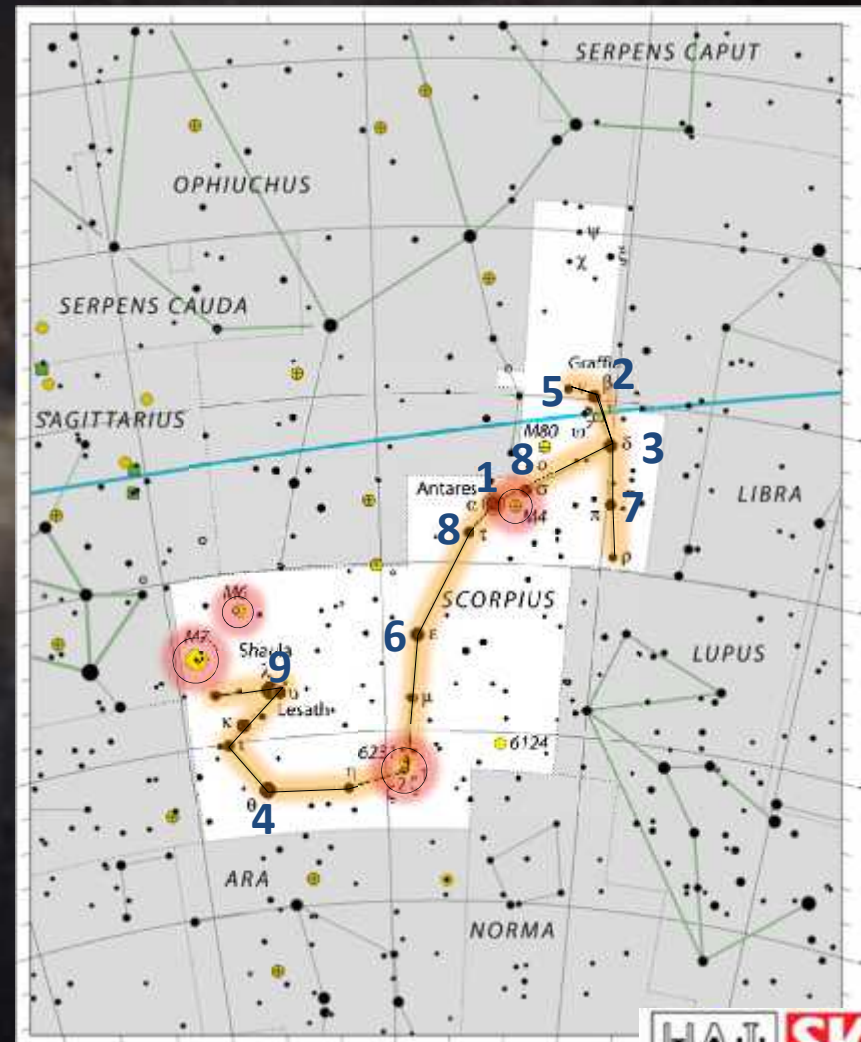 SERPENS CAPUT
OPHIUCHUS
ψ
χ
ξ
SERPENS CAUDA
Graffias
2
β
5
ν
SAGITTARIUS
ω
M80
δ
3
8
ο
σ
1
Antares
α
M4
π
7
LIBRA
8
τ
ρ
M6
SCORPIUS
M7
6
ε
LUPUS
Shaula
9
λ
υ
Lesath
μ
κ
ι
6231
6124
η
θ
4
ARA
NORMA